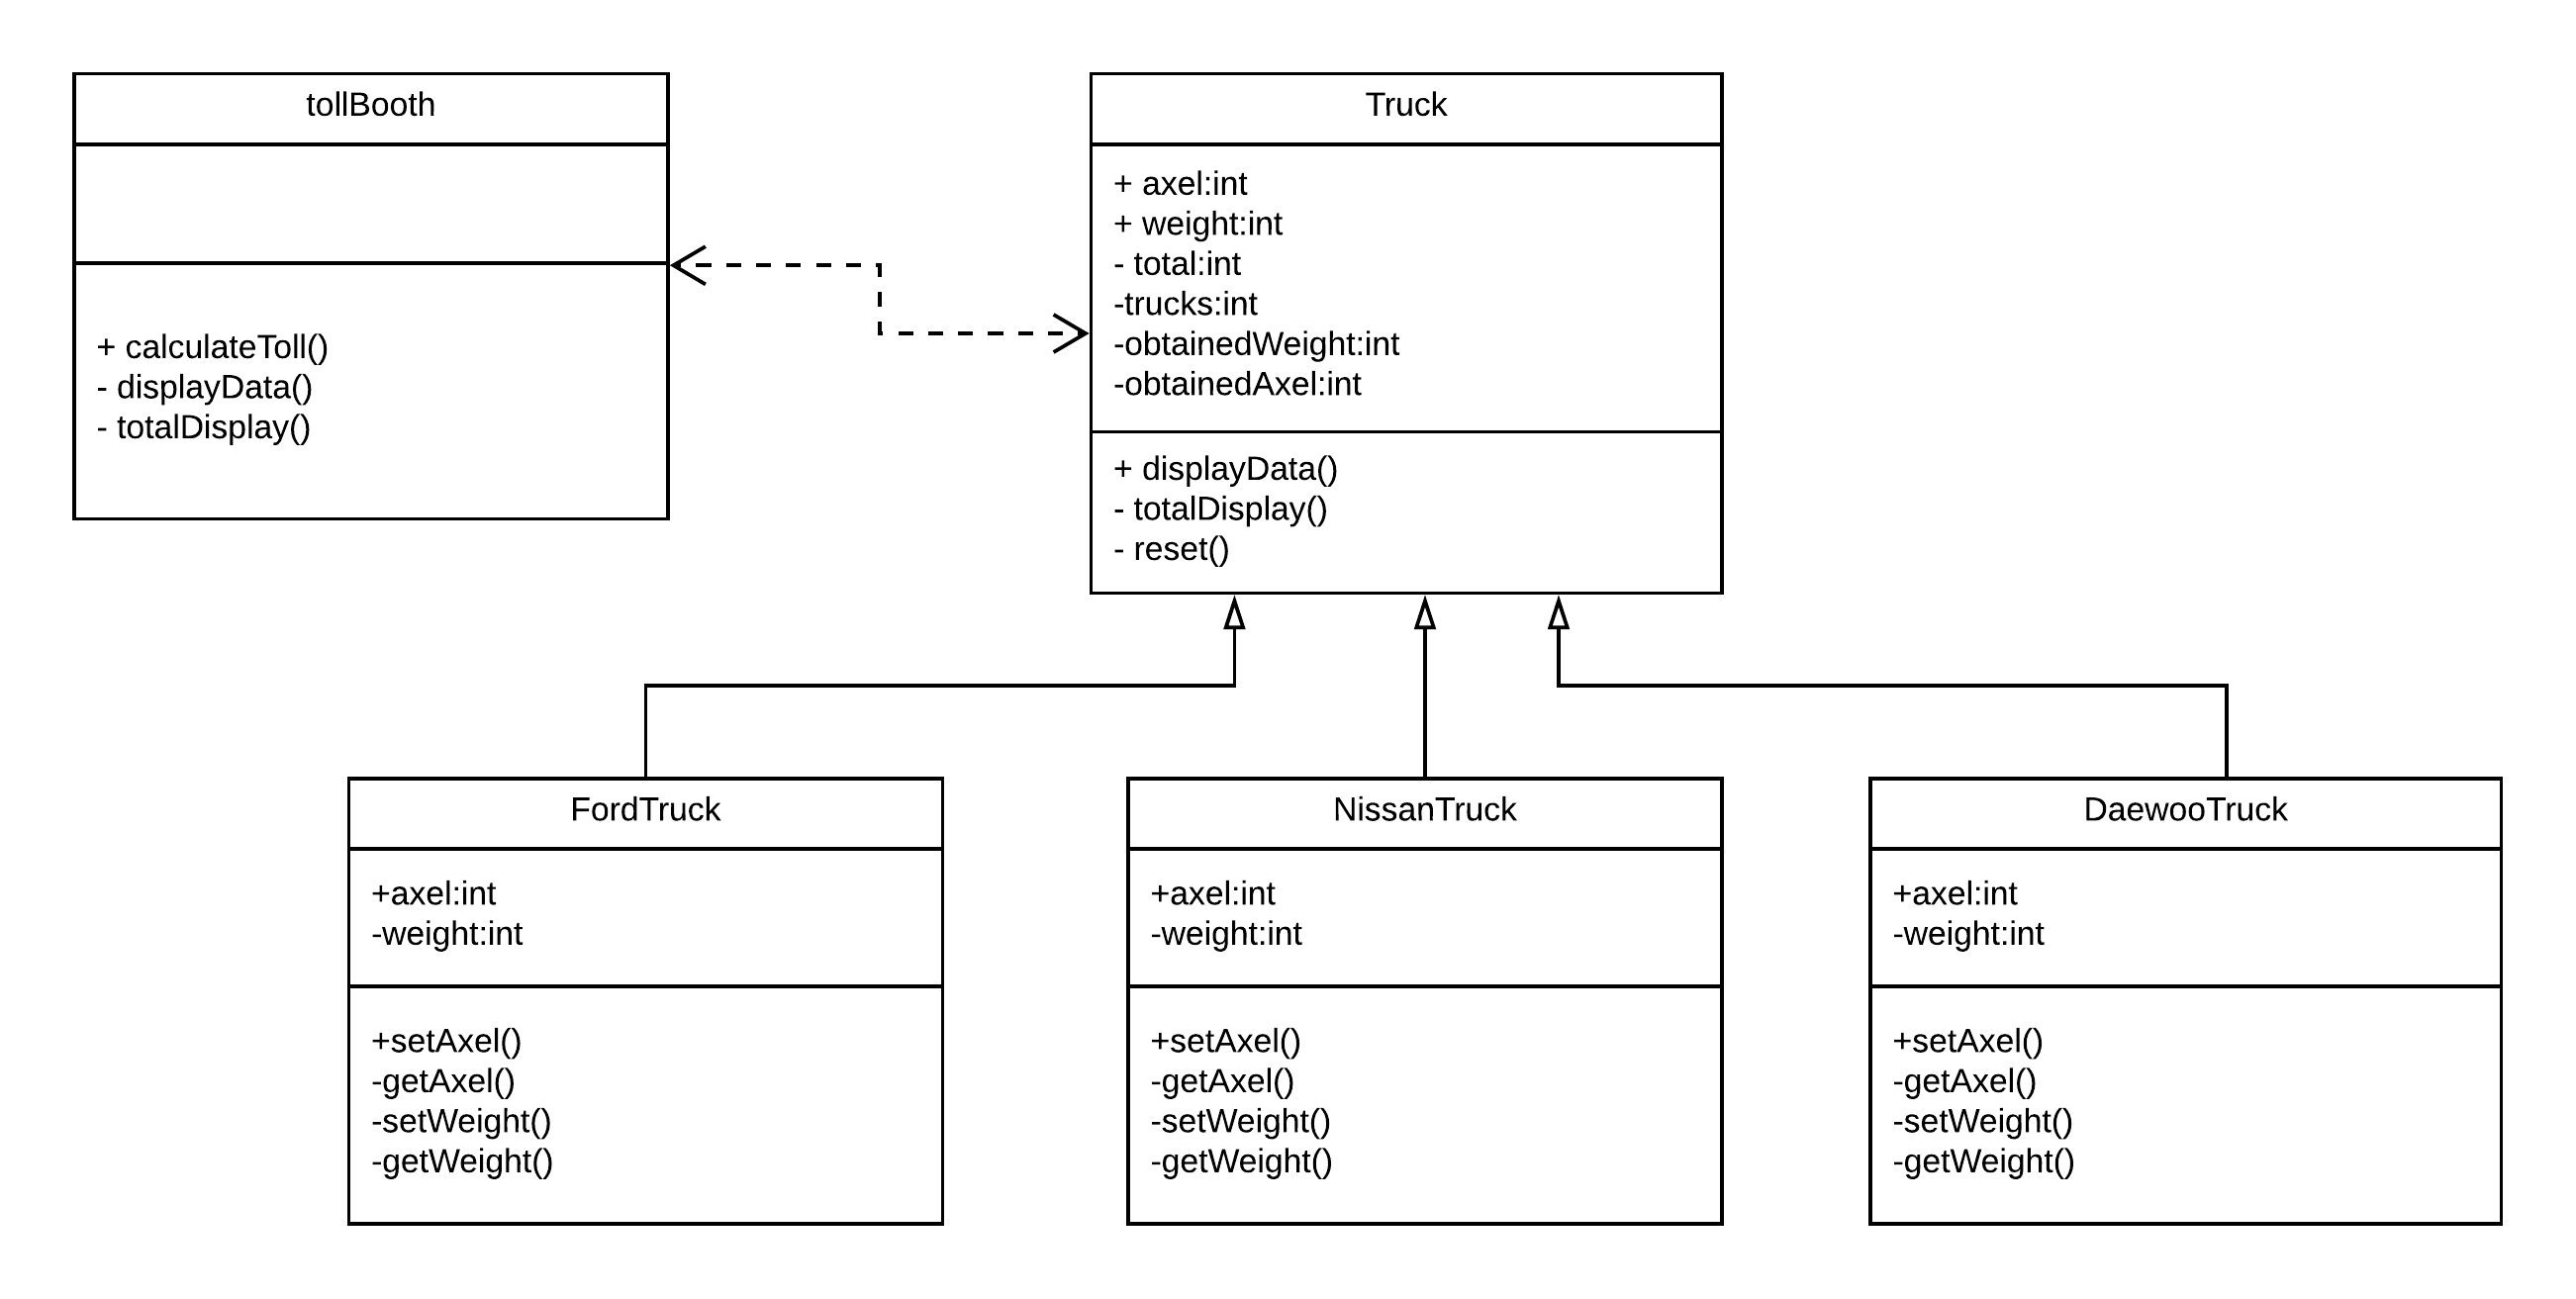 tollBooth
+ calculateToll()
- displayData()
- totalDisplay()
Truck
+ axel:int
+ weight:int
- total:int
-trucks:int
-obtainedWeight:int
-obtainedAxel:int
+ displayData()
- totalDisplay()
- reset()
FordTruck
+axel:int
-weight:int
+setAxel()
-getAxel()
-setWeight()
-getWeight()
NissanTruck
+axel:int
-weight:int
+setAxel()
-getAxel()
-setWeight()
-getWeight()
DaewooTruck
+axel:int
-weight:int
+setAxel()
-getAxel()
-setWeight()
-getWeight()